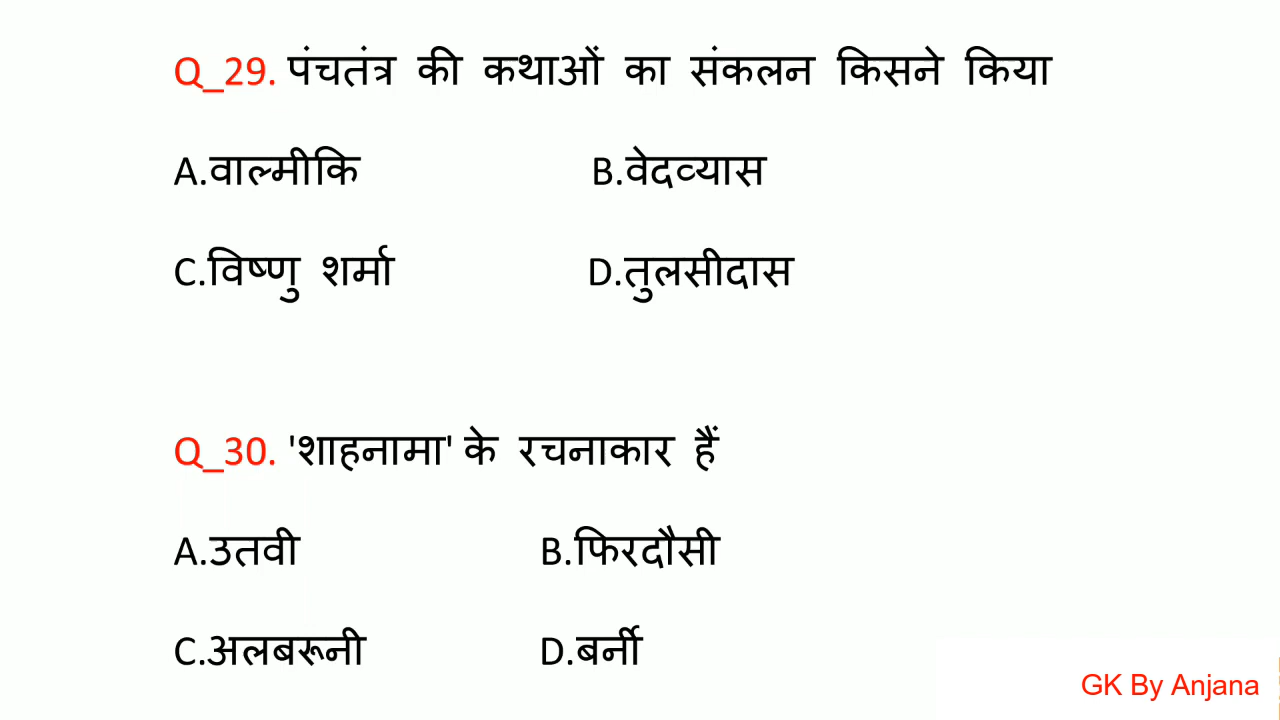 Q_29. पंचतंत्र की कथाओं का संकलन किसने किया
A.वाल्मीकि B.वेदव्यास
C.विष्णु शर्मा D.तुलसीदास
Q_30. 'शाहनामा' के रचनाकार हैं
A.उतवी B.फिरदौसी
C.अलबरूनी D.बर्नी
GK By Anjana